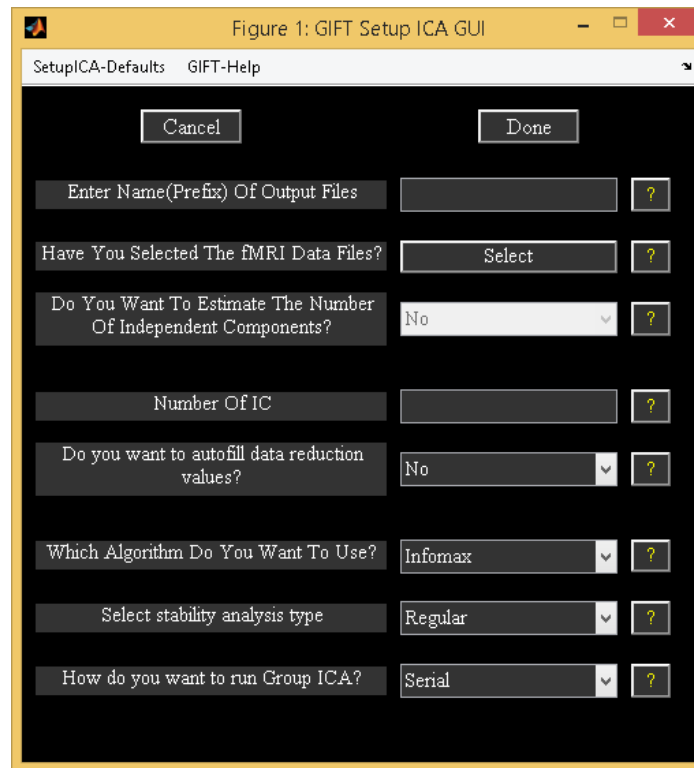 Figure 1: GIFT Setup ICA GUI
SetupICA-Defaults GIFT-Help
Cancel Done
Enter Name(Prefix) Of Output Files ?
Have You Selected The fMRI Data Files? Select ?
Do You Want To Estimate The Number
Of Independent Components? No ?
Number Of IC ?
Do you want to autofill data reduction
values? No ?
Which Algorithm Do You Want To Use? Infomax ?
Select stability analysis type Regular ?
How do you want to run Group ICA? Serial ?